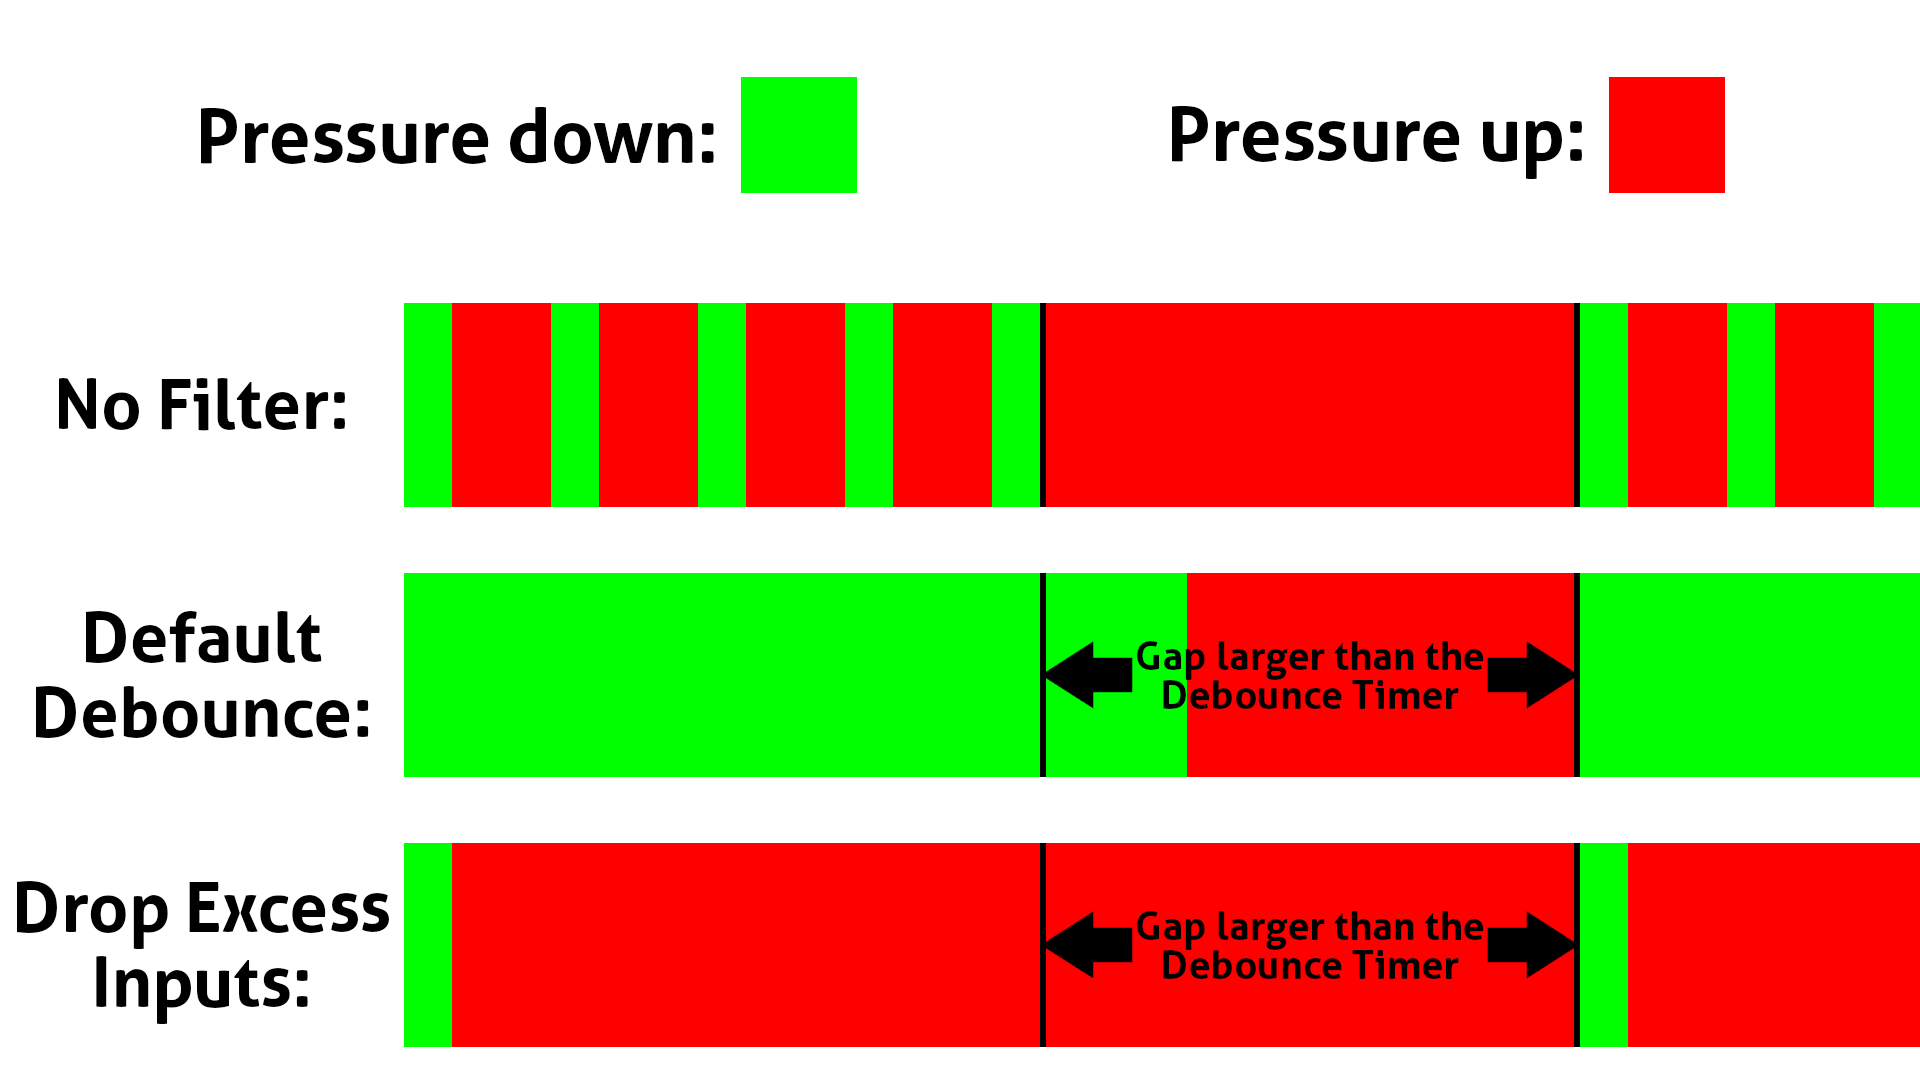 Pressure down:
Pressure up:
No Filter:
Default
Debounce:
Gap larger than the
Debounce Timer
Drop Excess
Inputs:
Gap larger than the
Debounce Timer